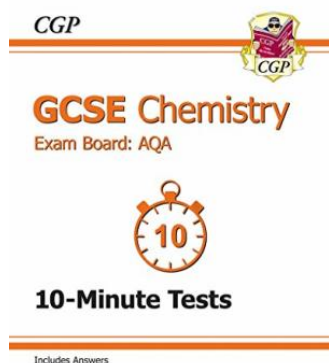 CGP
CGP
GCSE Chemistry
Exam Board: AQA
10
10-Minute Tests
Includes Answers